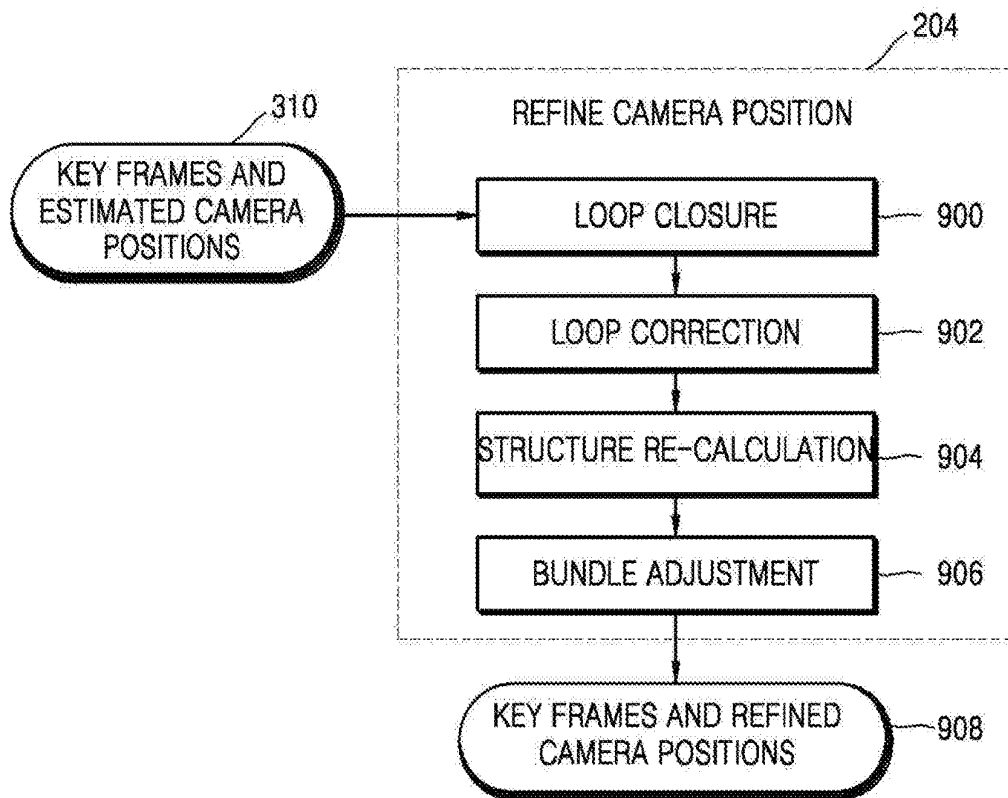 204
310
REFINE CAMERA POSITION
KEY FRAMES AND
ESTIMATED CAMERA
POSITIONS
LOOP CLOSURE
900
LOOP CORRECTION
902
STRUCTURE RE-CALCULATION
904
BUNDLE ADJUSTMENT
906
KEY FRAMES AND REFINED
CAMERA POSITIONS
908